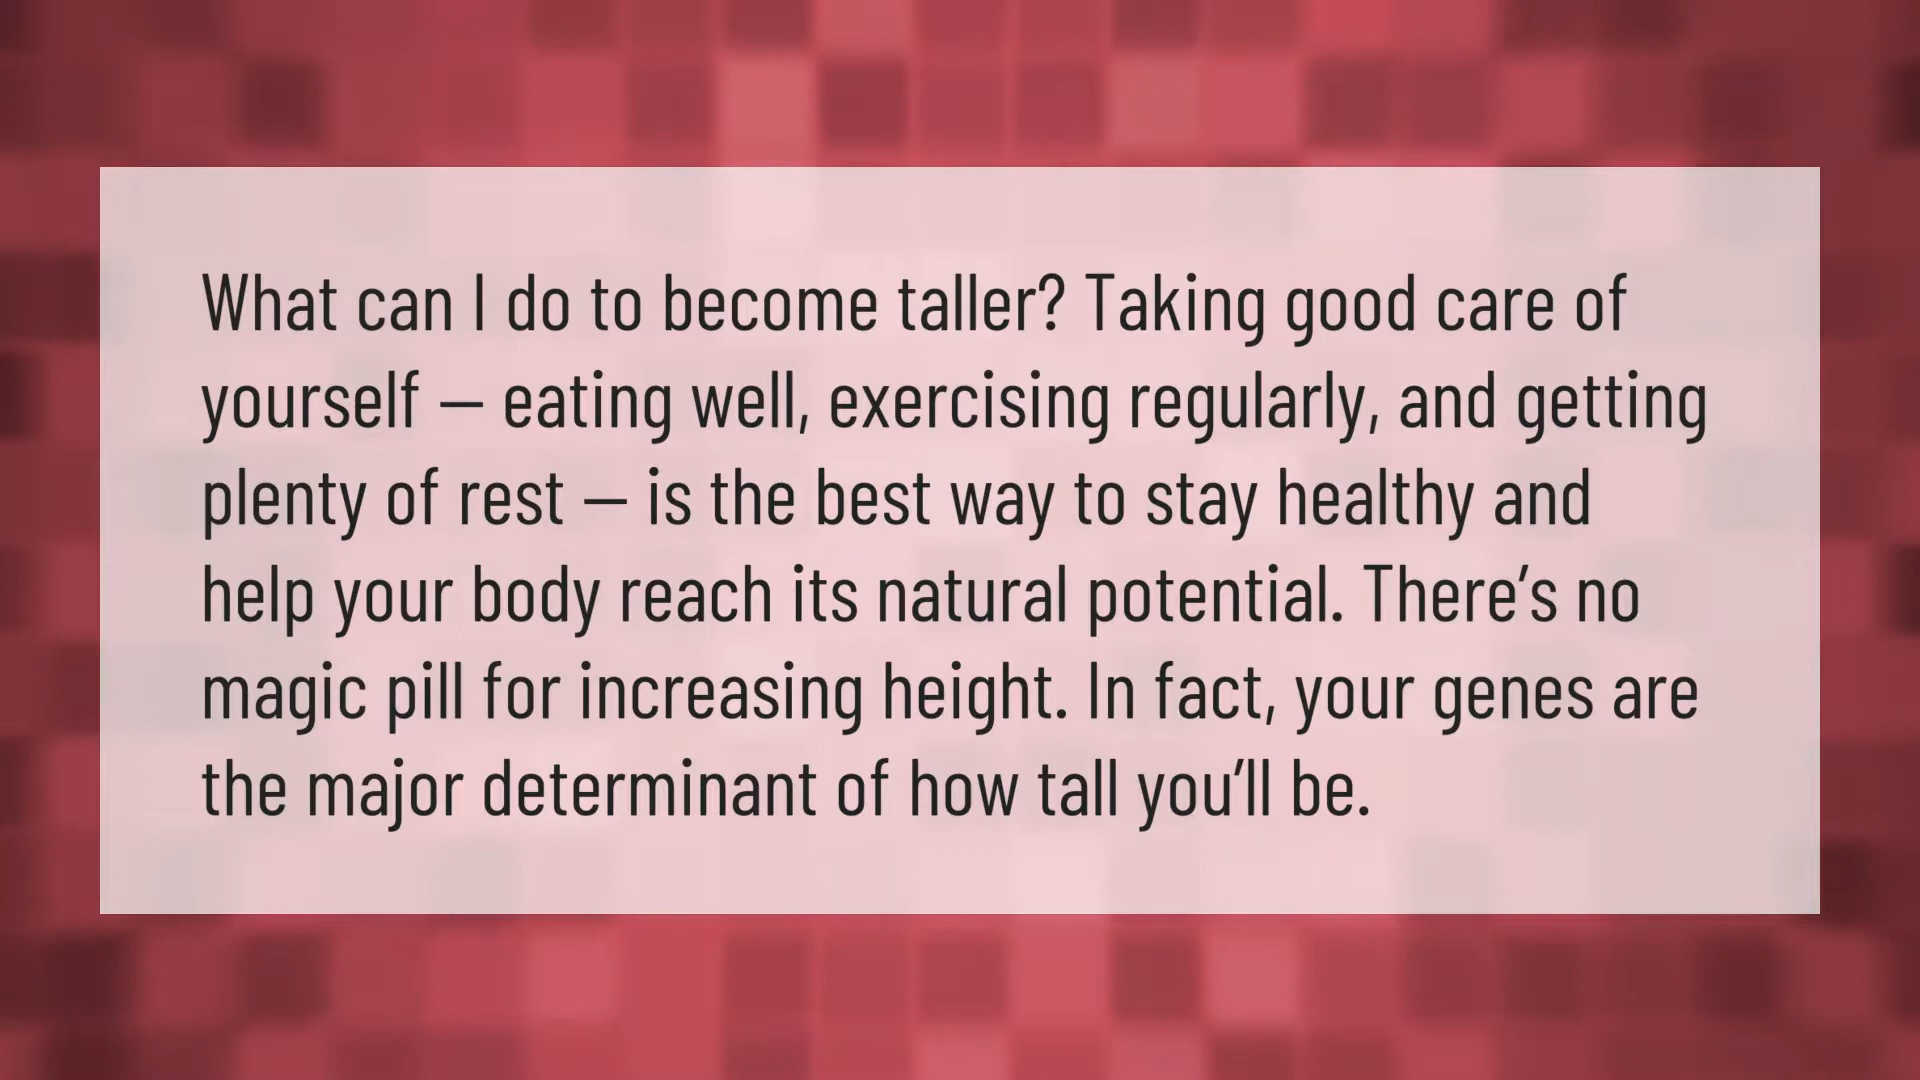 What can I do to become taller? Taking good care of
yourself — eating well, exercising regularly, and getting
plenty of rest — is the best way to stay healthy and
help your body reach its natural potential. There’s no
magic pill for increasing height. In fact, your genes are
the major determinant of how tall you’ll be.